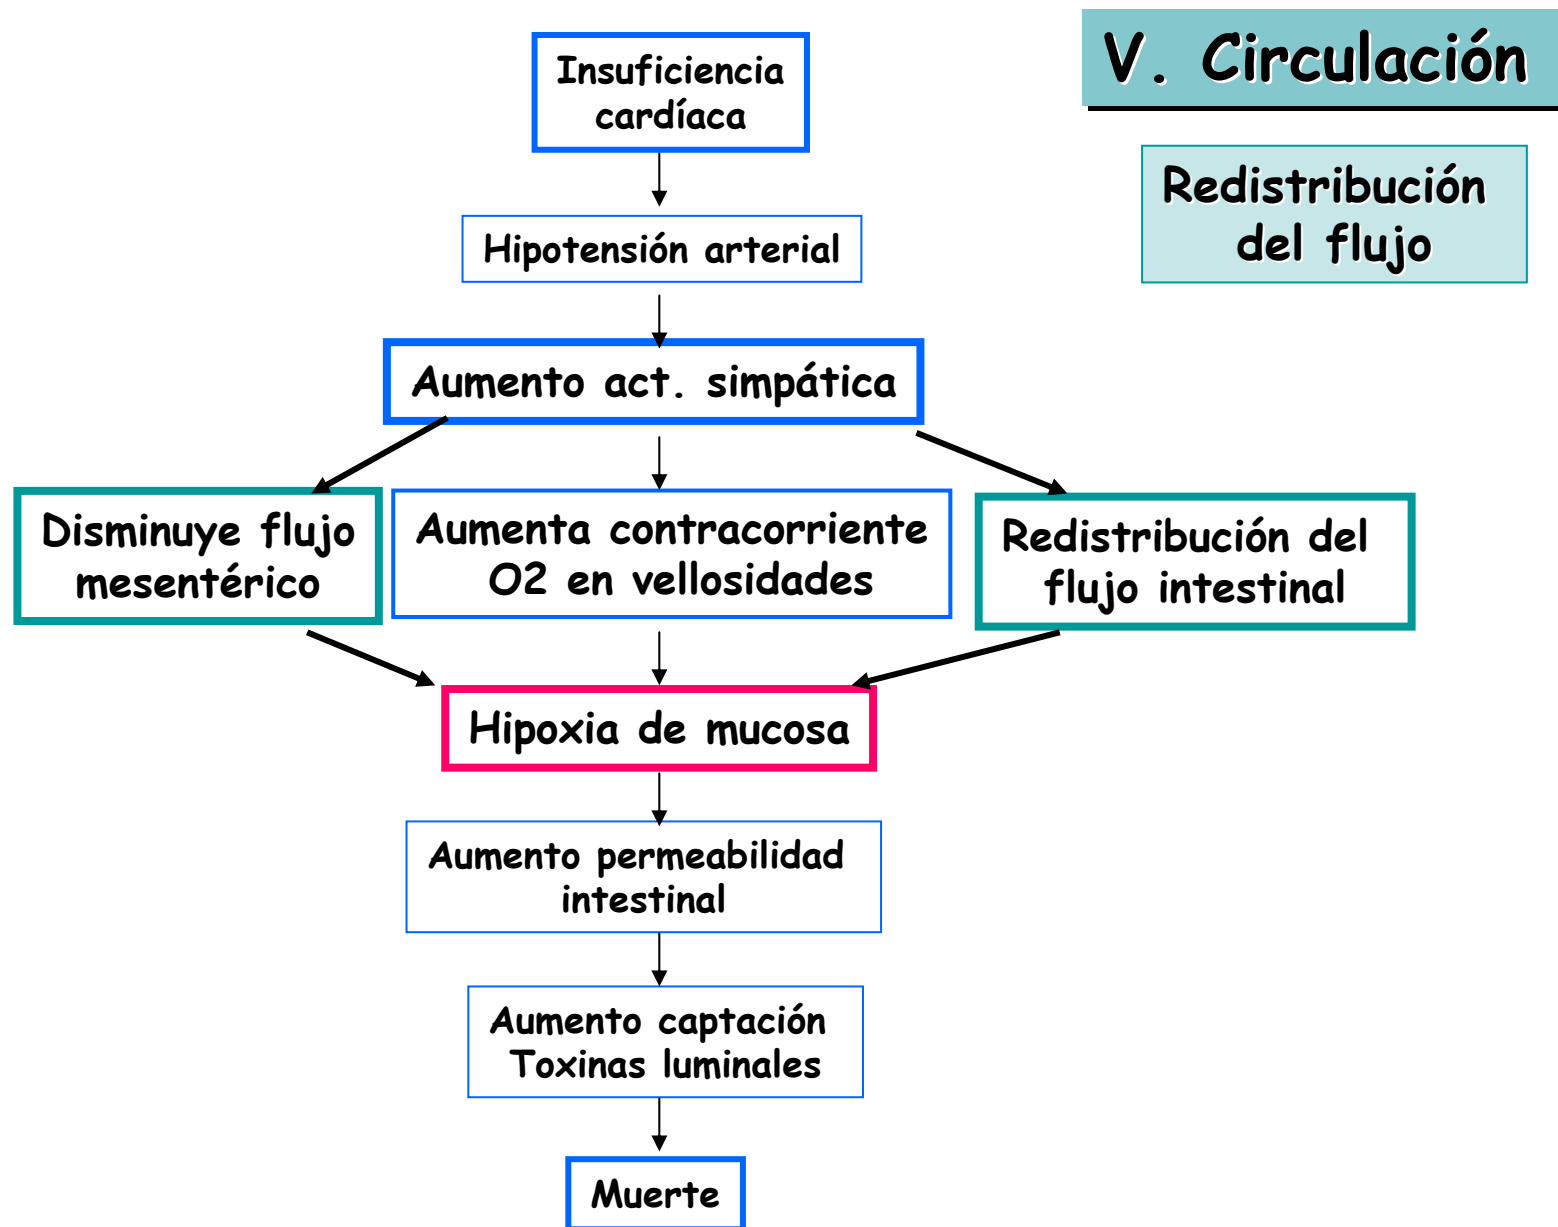 V. Circulación
Redistribución
del flujo
Insuficiencia
cardíaca
Hipotensión arterial
Aumento act. simpática
Disminuye flujo
mesentérico
Aumenta contracorriente
O2 en vellosidades
Redistribución del
flujo intestinal
Hipoxia de mucosa
Aumento permeabilidad
intestinal
Aumento captación
Toxinas luminales
Muerte